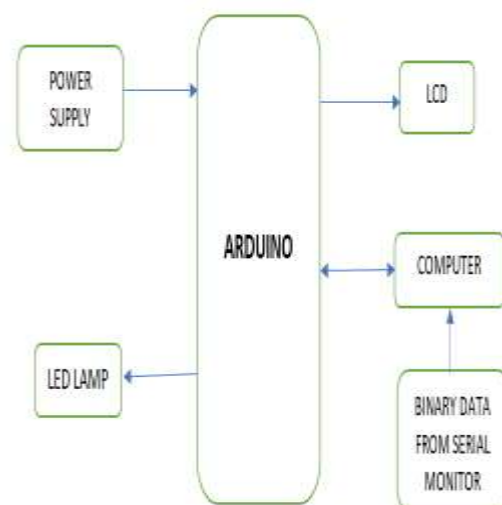 POWER
SUPPLY
LCD
ARDUINO
COMPUTER
LED LAMP
BINARY DATA
FROM SERIAL
MONITOR